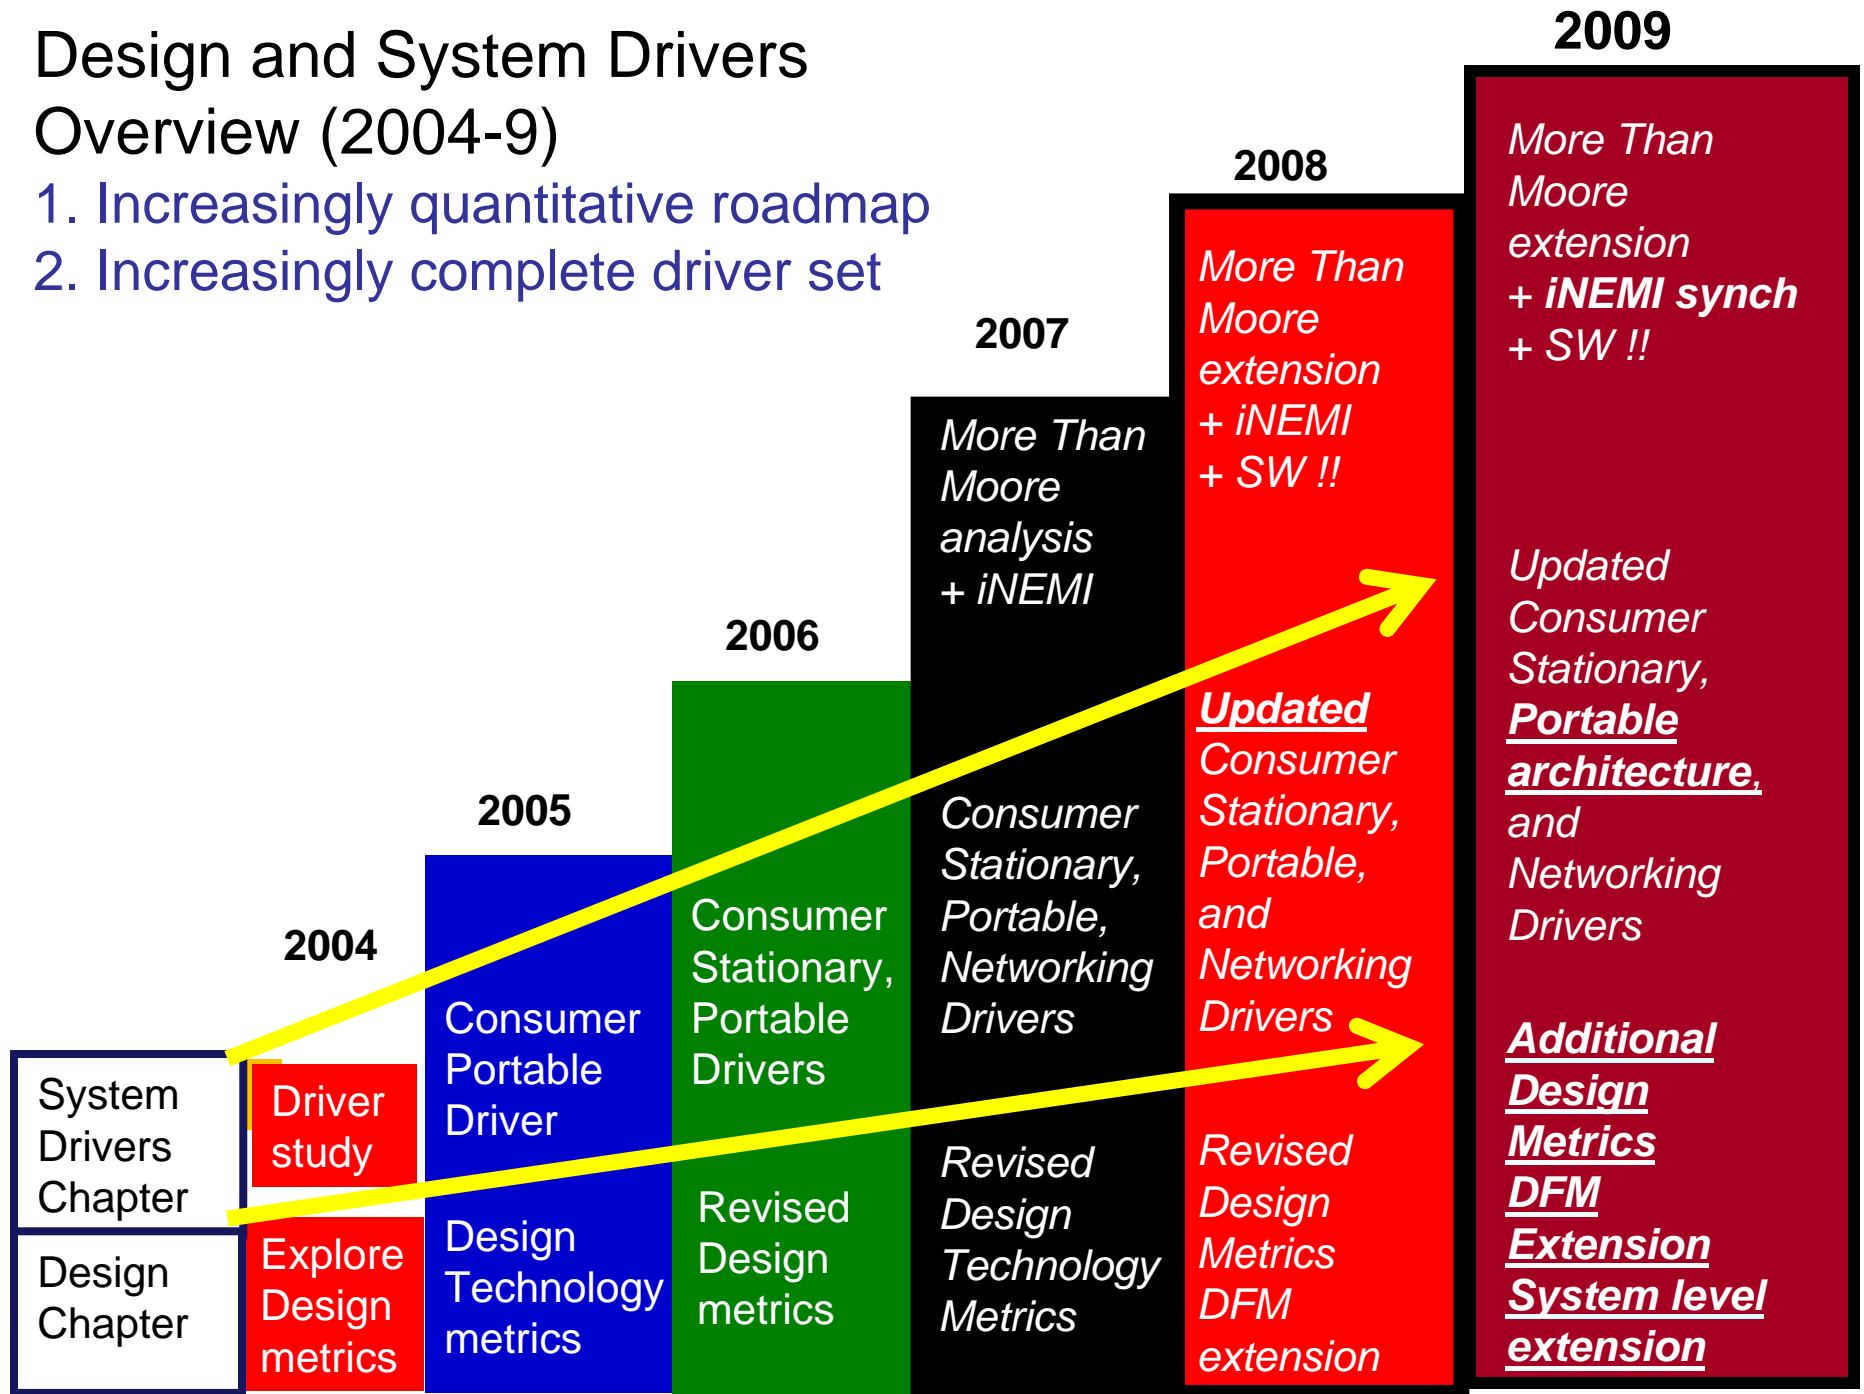 Design and System Drivers
Overview (2004-9)
1. Increasingly quantitative roadmap
2. Increasingly complete driver set
System
Drivers
Chapter
Design
Chapter
2004
Driver
study
Explore
Design
metrics
2005
Consumer
Portable
Driver
Design
Technology
metrics
2006
Consumer
Stationary,
Portable
Drivers
Revised
Design
metrics
2007
More Than
Moore
analysis
+ iNEMI
Consumer
Stationary,
Portable,
Networking
Drivers
Revised
Design
Technology
Metrics
2008
More Than
Moore
extension
+ iNEMI
+ SW !!
Updated
Consumer
Stationary,
Portable,
and
Networking
Drivers
Revised
Design
Metrics
DFM
extension
2009
More Than
Moore
extension
+ iNEMI synch
+ SW !!
Updated
Consumer
Stationary,
Portable
architecture,
and
Networking
Drivers
Additional
Design
Metrics
DFM
Extension
System level
extension